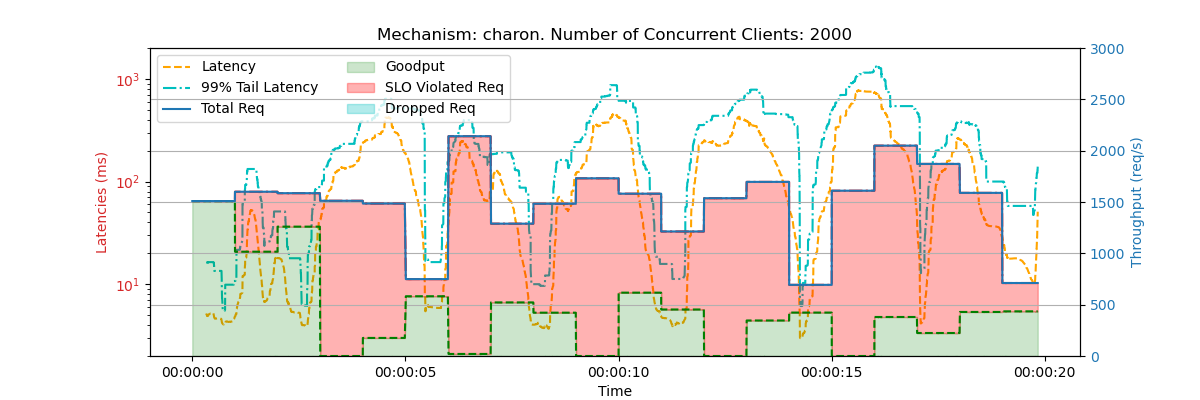 Mechanism: charon. Number of Concurrent Clients: 2000
Latency
99% Tail Latency
Total Req
Goodput
SLO Violated Req
Dropped Req
Latencies (ms)
10³
10²
10¹
Throughput (req/s)
3000
2500
2000
1500
1000
500
0
00:00:00 00:00:05 00:00:10 00:00:15 00:00:20
Time